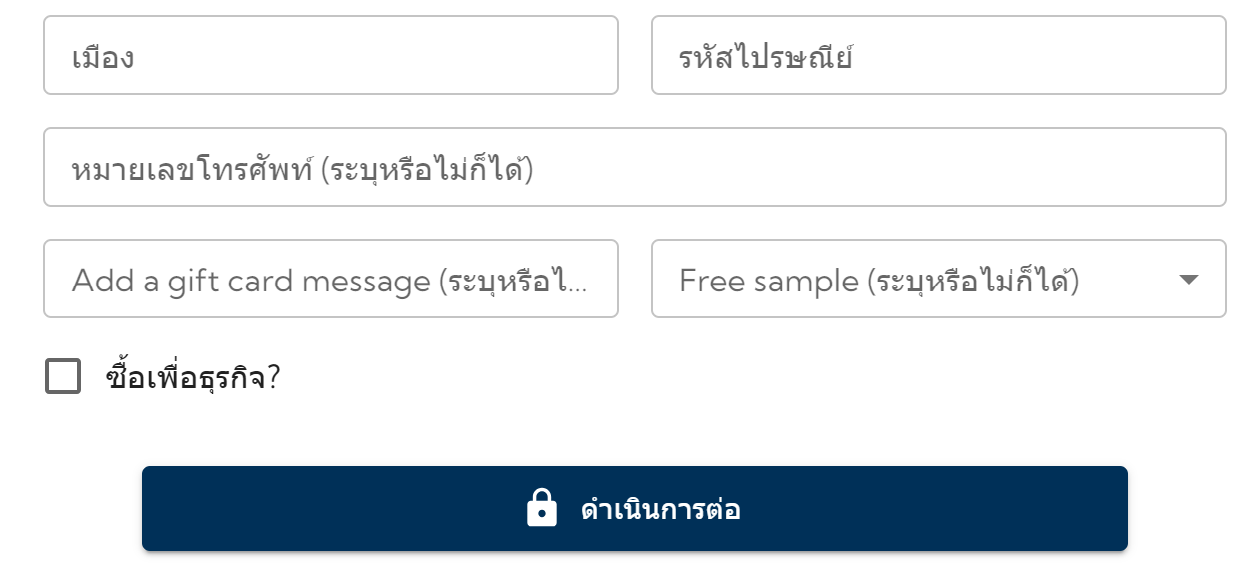 เมือง
รหัสไปรษณีย์
หมายเลขโทรศัพท์ (ระบุหรือไม่ก็ได้)
Add a gift card message (ระบุหรือไ...
Free sample (ระบุหรือไม่ก็ได้)
ซื้อเพื่อธุรกิจ?
ดำเนินการต่อ